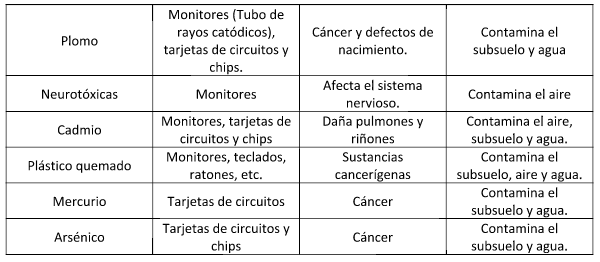 Plomo
Monitores (Tubo de
rayos catódicos),
tarjetas de circuitos y
chips.
Cáncer y defectos de
nacimiento.
Contamina el
subsuelo y agua
Neurotóxicas
Monitores
Afecta el sistema
nervioso.
Contamina el aire
Cadmio
Monitores, tarjetas de
circuitos y chips
Daña pulmones y
riñones
Contamina el aire,
subsuelo y agua.
Plástico quemado
Monitores, teclados,
ratones, etc.
Sustancias
cancerígenas
Contamina el
subsuelo, aire y agua.
Mercurio
Tarjetas de circuitos
Cáncer
Contamina el
subsuelo y agua.
Arsénico
Tarjetas de circuitos y
chips
Cáncer
Contamina el
subsuelo y agua.